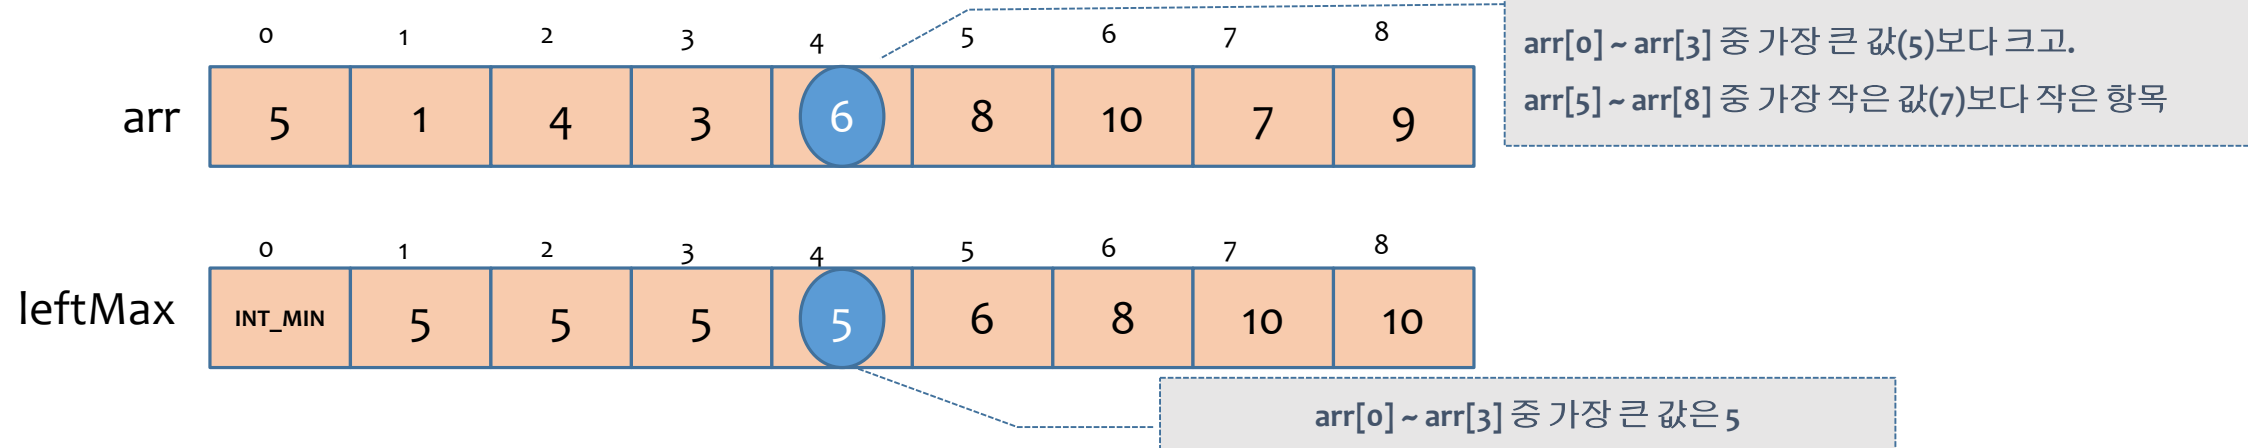 0 1 2 3 4 5 6 7 8
arr[0] ~ arr[3] 중 가장 큰 값(5)보다 크고.
arr[5] ~ arr[8] 중 가장 작은 값(7)보다 작은 항목
arr 5 1 4 3 6 8 10 7 9
0 1 2 3 4 5 6 7 8
leftMax INT_MIN 5 5 5 5 6 8 10 10
arr[0] ~ arr[3] 중 가장 큰 값은 5